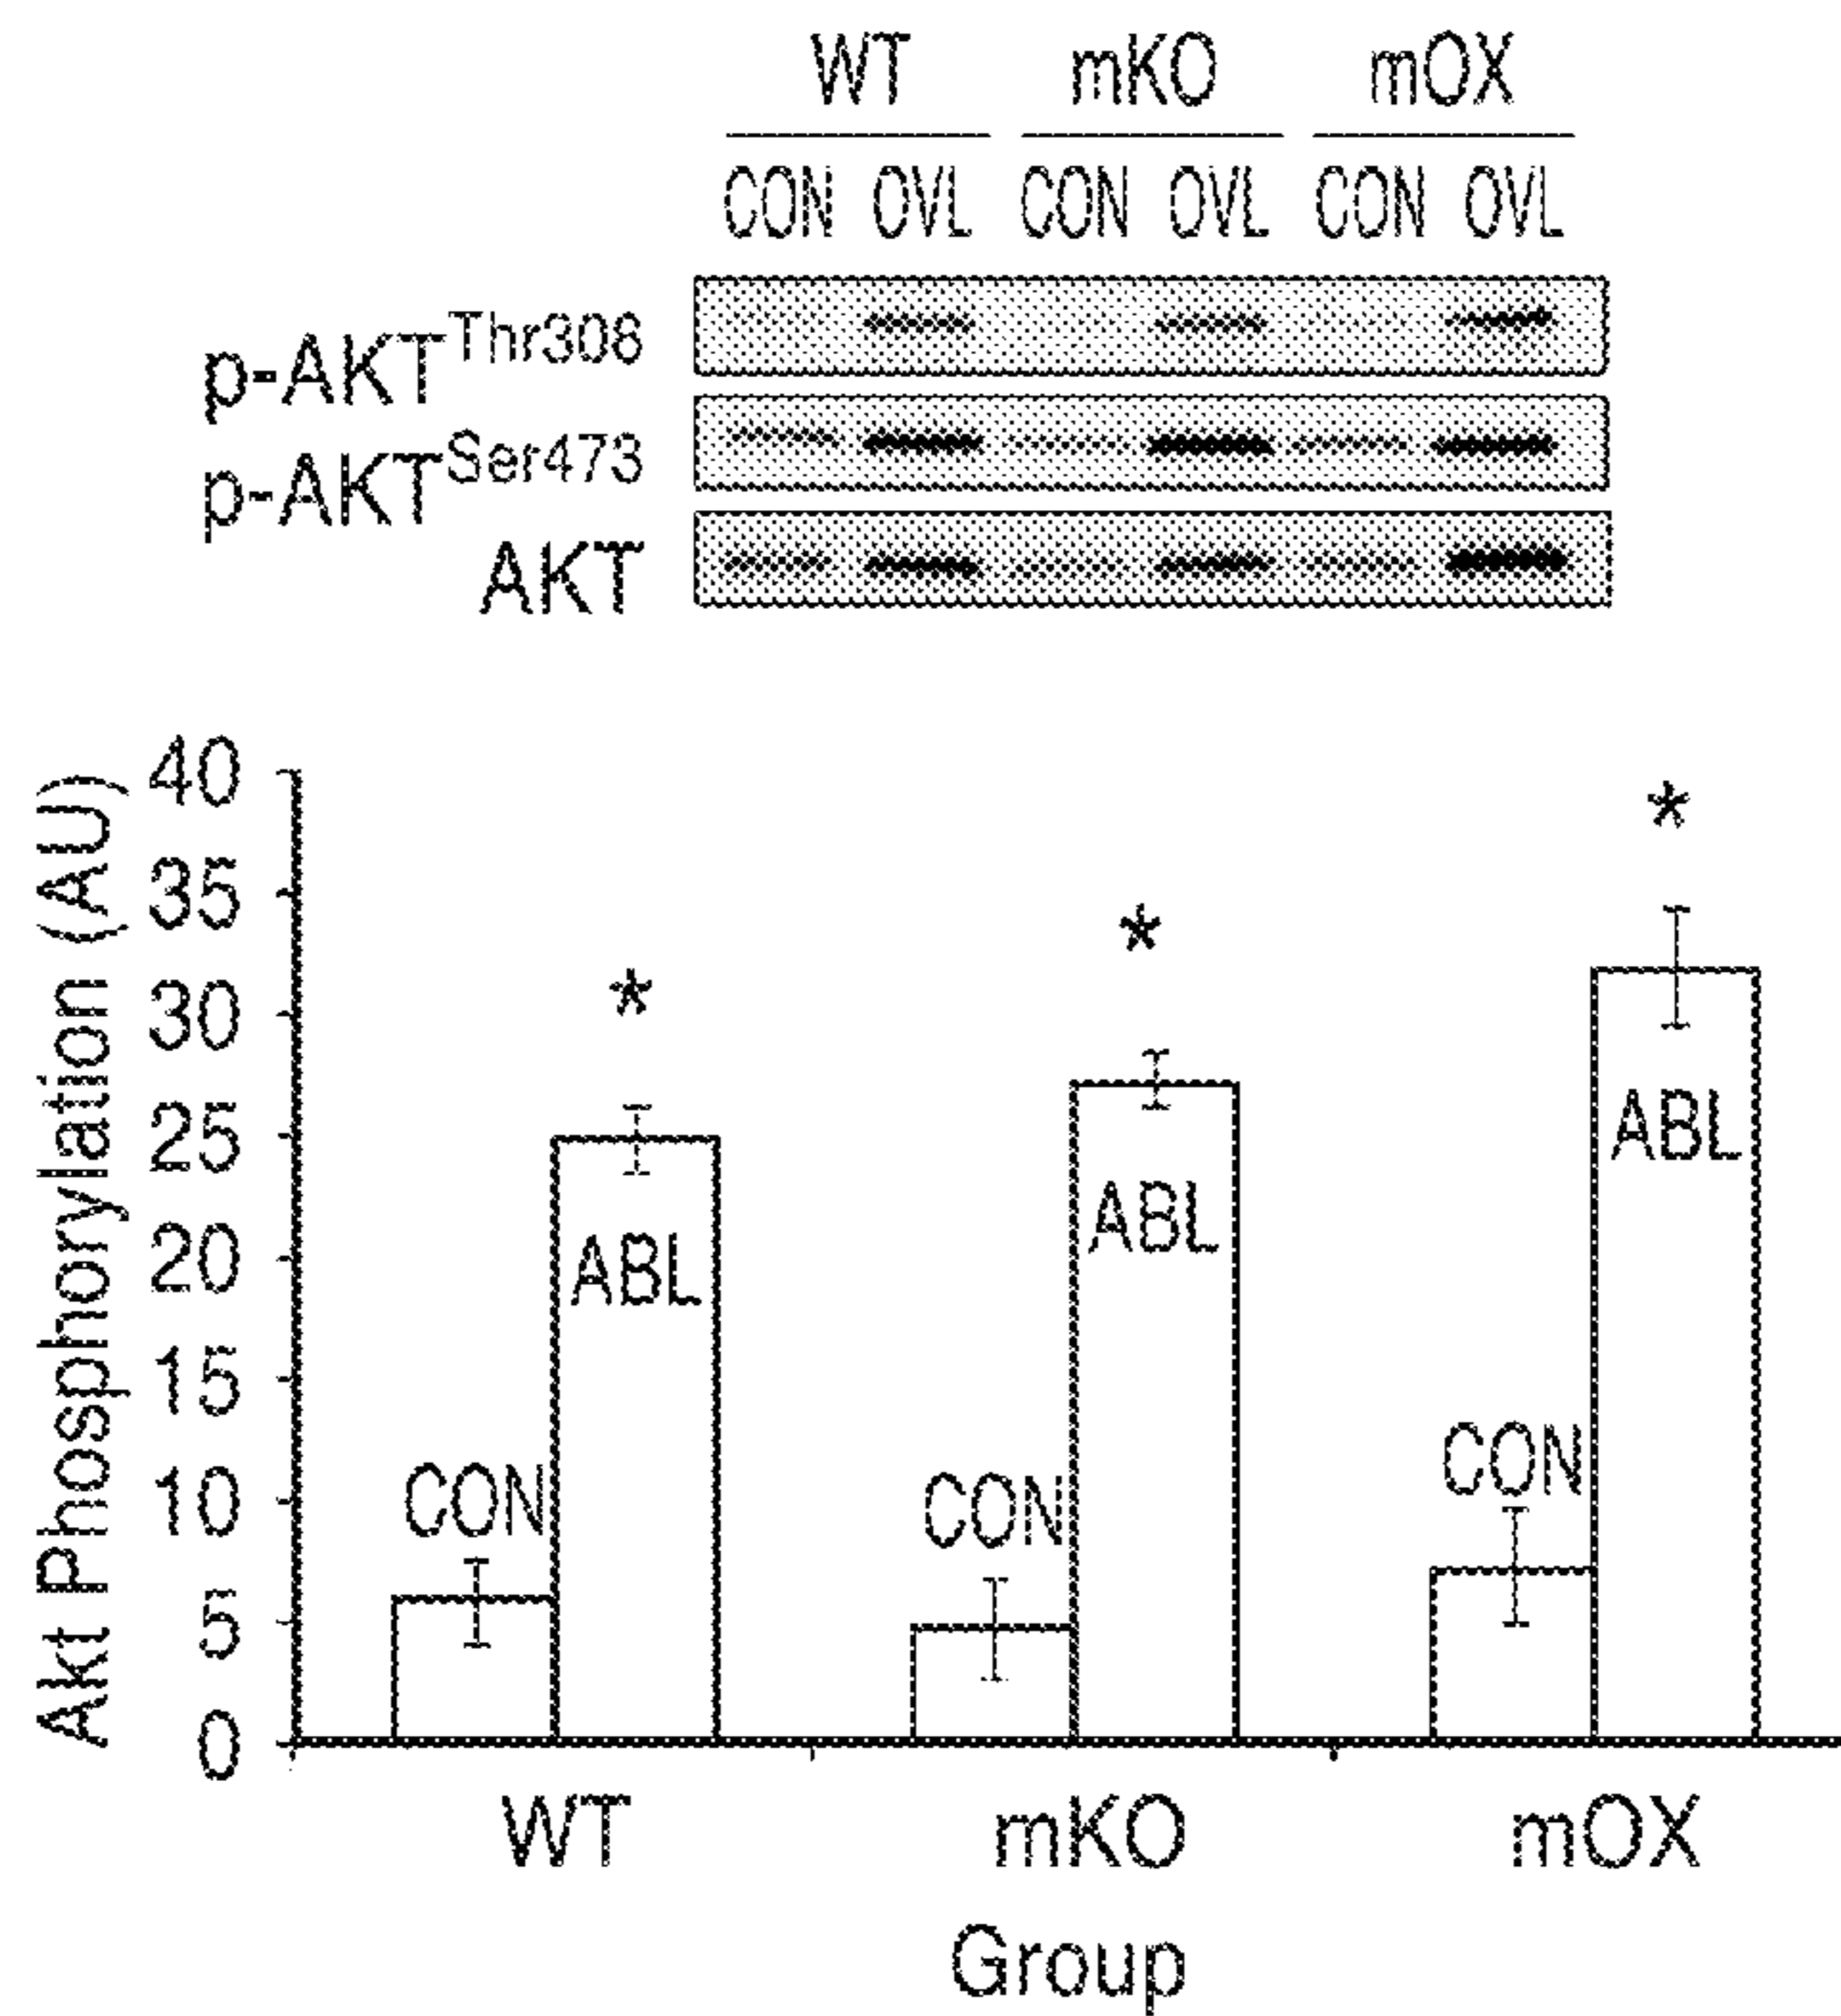 WT mKO mOX
CON OVL CON OVL CON OVL
p-AKT Thr308
p-AKT Ser473
AKT
Akt Phosphorylation (AU)
40
35
30
25
20
15
10
5
0
*
*
*
CON
ABL
CON
ABL
CON
ABL
WT mKO mOX
Group